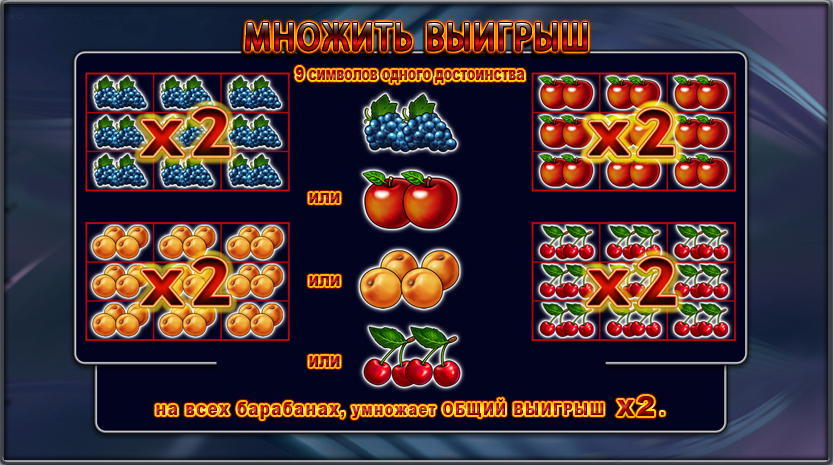 МНОЖИТЬ ВЫИГРЫШ
9 символов одного достоинства
x2
x2
или
или
x2
x2
или
на всех барабанах, умножает ОБЩИЙ ВЫИГРЫШ x2.